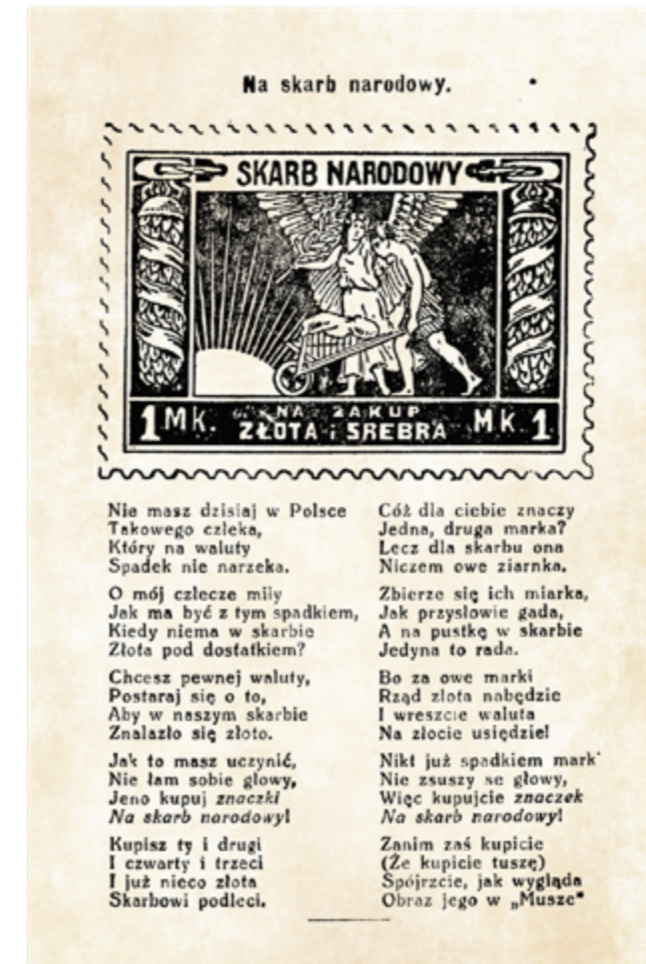 Na skarb narodowy.
SKARB NARODOWY
1 Mk. NA ZAKUP Mk. 1
ZŁOTA i SREBRA
Nie masz dzisiaj w Polsce
Takowego człeka,
Który na waluty
Spadek nie narzeka.
O mój człecze miły
Jak ma być z tym spadkiem,
Kiedy niema w skarbie
Złota pod dostatkiem?
Chcesz pewnej waluty,
Postaraj się o to,
Aby w naszym skarbie
Znalazło się złoto.
Jak to masz uczynić,
Nie łam sobie głowy,
Jeno kupuj znaczki
Na skarb narodowy!
Kupisz ty i drugi
I czwarty i trzeci
I już nieco złota
Skarbowi podleci.
Cóż dla ciebie znaczy
Jedna, druga marka?
Lecz dla skarbu ona
Niczem owe ziarnka.
Zbierze się ich miarka,
Jak przysłowie gada,
A na pustkę w skarbie
Jedyna to rada.
Bo za owe marki
Rząd złota nabędzie
I wreszcie waluta
Na złocie usiędzie!
Nikt już spadkiem mark'
Nie zsuszy se głowy,
Więc kupujcie znaczek
Na skarb narodowy!
Zanim zaś kupicie
(Że kupicie tuszę)
Spójrzcie, jak wygląda
Obraz jego w „Musze"